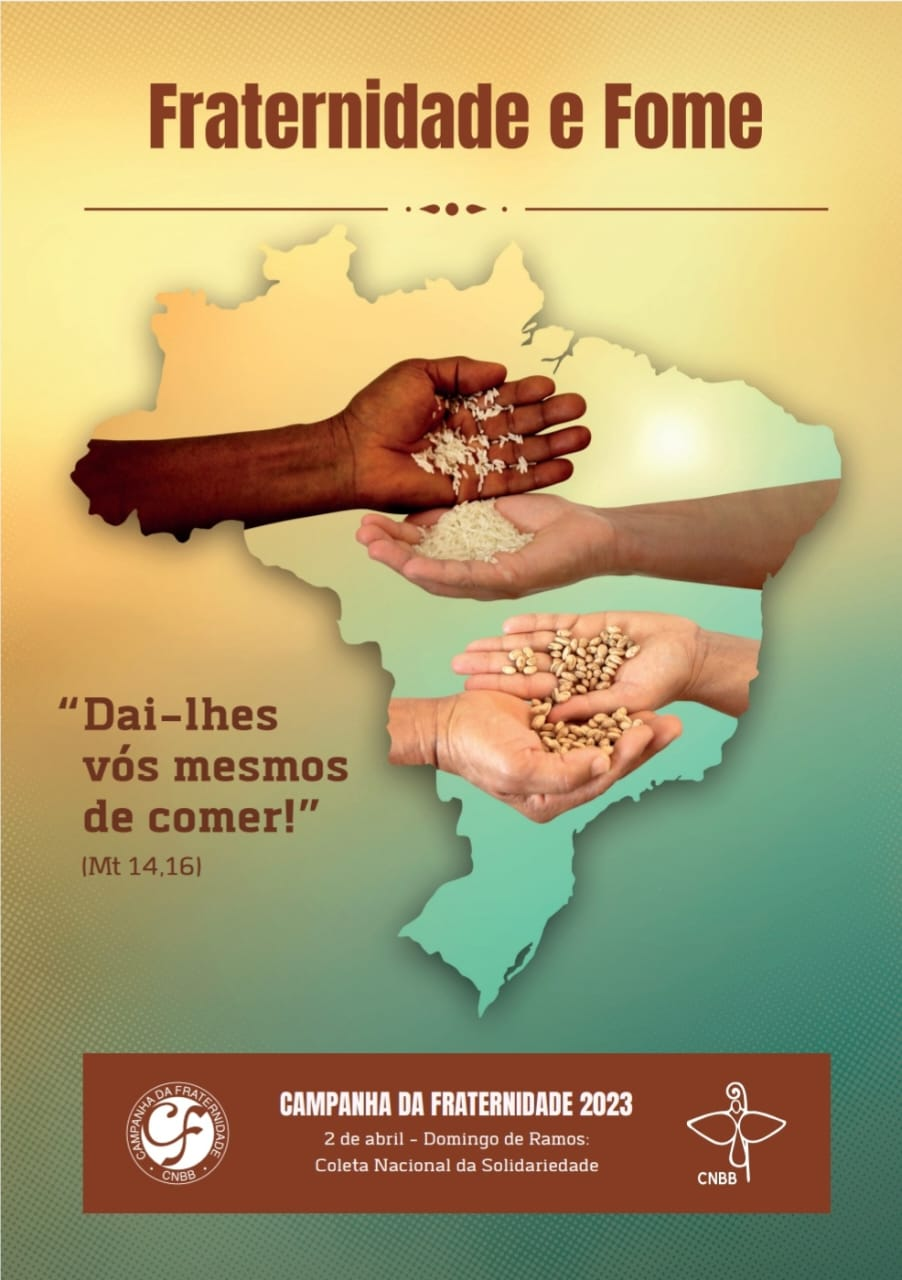 Fraternidade e Fome
“Dai-lhes
vós mesmos
de comer!”
(Mt 14,16)
CAMPANHA DA FRATERNIDADE
CF
CNBB
CAMPANHA DA FRATERNIDADE 2023
2 de abril - Domingo de Ramos:
Coleta Nacional da Solidariedade
CNBB